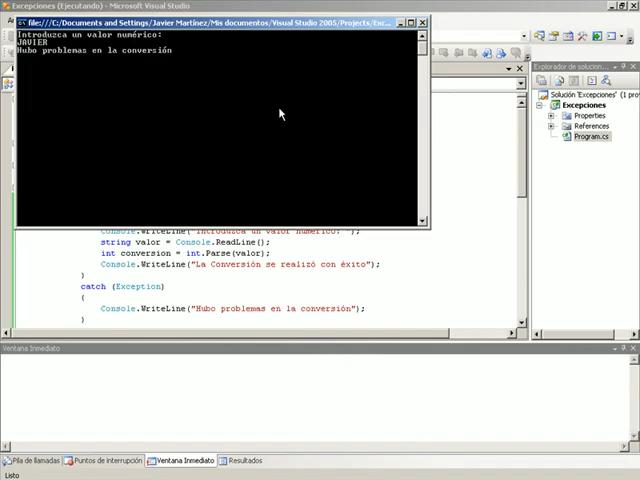 Excepciones (Ejecutando) - Microsoft Visual Studio
file:///C:/Documents and Settings/Javier Martínez/Mis documentos/Visual Studio 2005/Projects/Exc...
Introduzca un valor numérico:
JAVIER
Hubo problemas en la conversión
Explorador de solucion...
Solución 'Excepciones' (1 pro
Excepciones
Properties
References
Program.cs
Console.WriteLine("Introduzca un valor numérico: ");
string valor = Console.ReadLine();
int conversion = int.Parse(valor);
Console.WriteLine("La Conversión se realizó con éxito");
}
catch (Exception)
{
Console.WriteLine("Hubo problemas en la conversión");
}
Ventana Inmediato
Pila de llamadas
Puntos de interrupción
Ventana Inmediato
Resultados
Listo